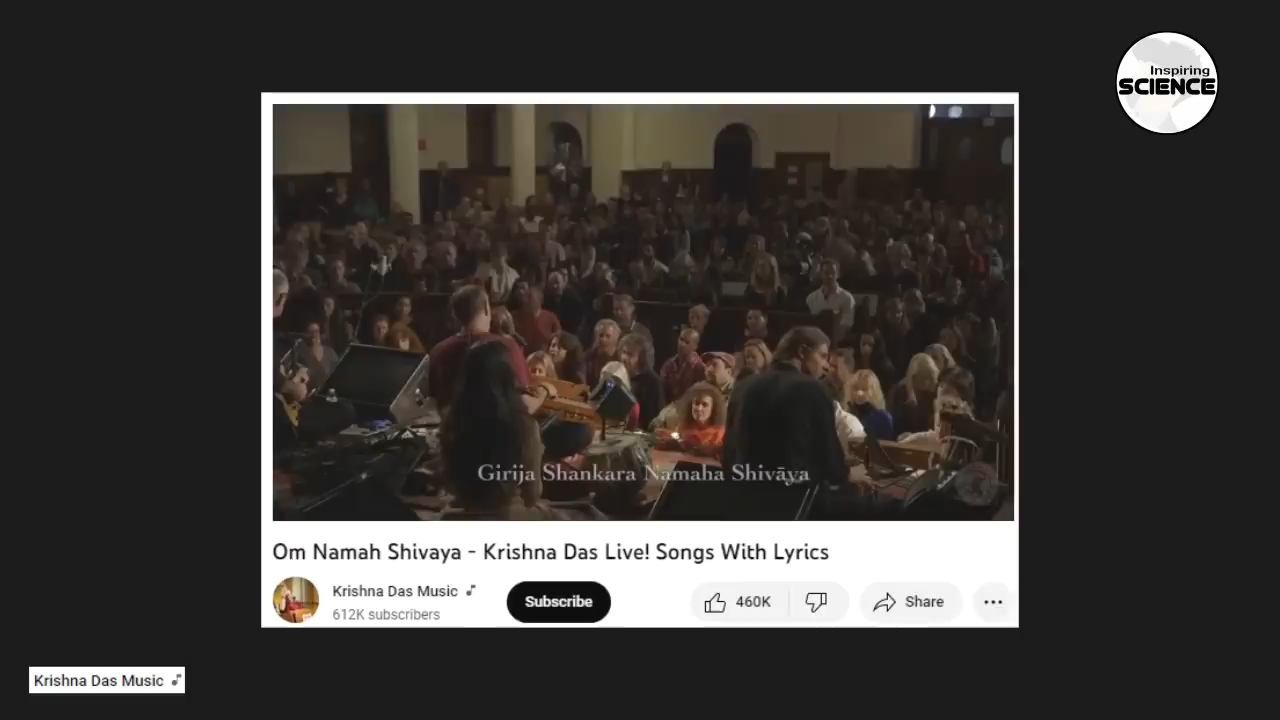 Inspiring
SCIENCE
Girija Shankara Namaha Shivāya
Om Namah Shivaya - Krishna Das Live! Songs With Lyrics
Krishna Das Music
612K subscribers
Subscribe
460K
Share
Krishna Das Music